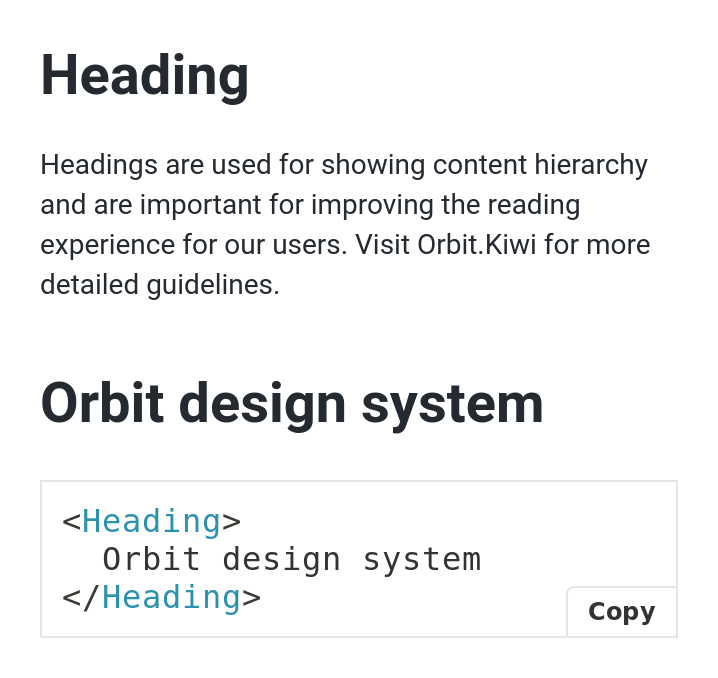 Heading
Headings are used for showing content hierarchy
and are important for improving the reading
experience for our users. Visit Orbit.Kiwi for more
detailed guidelines.
Orbit design system
<Heading>
  Orbit design system
</Heading>
Copy